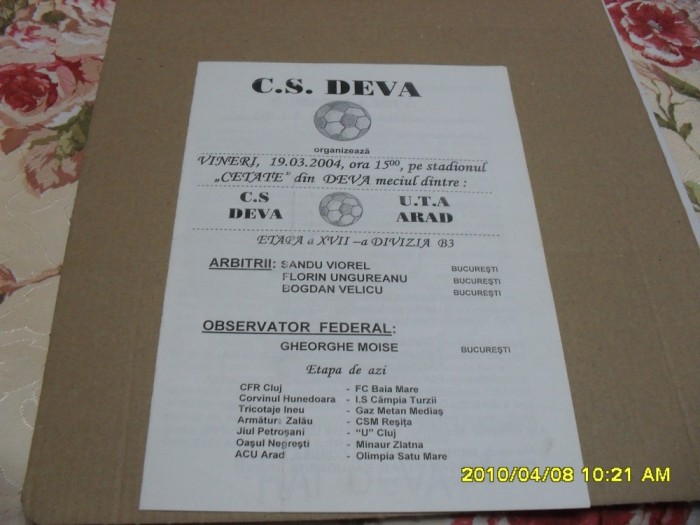 C.S. DEVA
organizează
VINERI, 19.03.2004, ora 15⁰⁰, pe stadionul
„CETATE" din DEVA meciul dintre :
C.S DEVA
U.T.A ARAD
ETAPA a XVII –a DIVIZIA B3
ARBITRII: SANDU VIOREL BUCUREŞTI
FLORIN UNGUREANU BUCUREŞTI
BOGDAN VELICU BUCUREŞTI
OBSERVATOR FEDERAL:
GHEORGHE MOISE BUCUREŞTI
Etapa de azi
CFR Cluj - FC Baia Mare
Corvinul Hunedoara - I.S Câmpia Turzii
Tricotaje Ineu - Gaz Metan Mediaş
Armătura Zalău - CSM Reşiţa
Jiul Petroşani - "U" Cluj
Oaşul Negreşti - Minaur Zlatna
ACU Arad - Olimpia Satu Mare
2010/04/08 10:21 AM